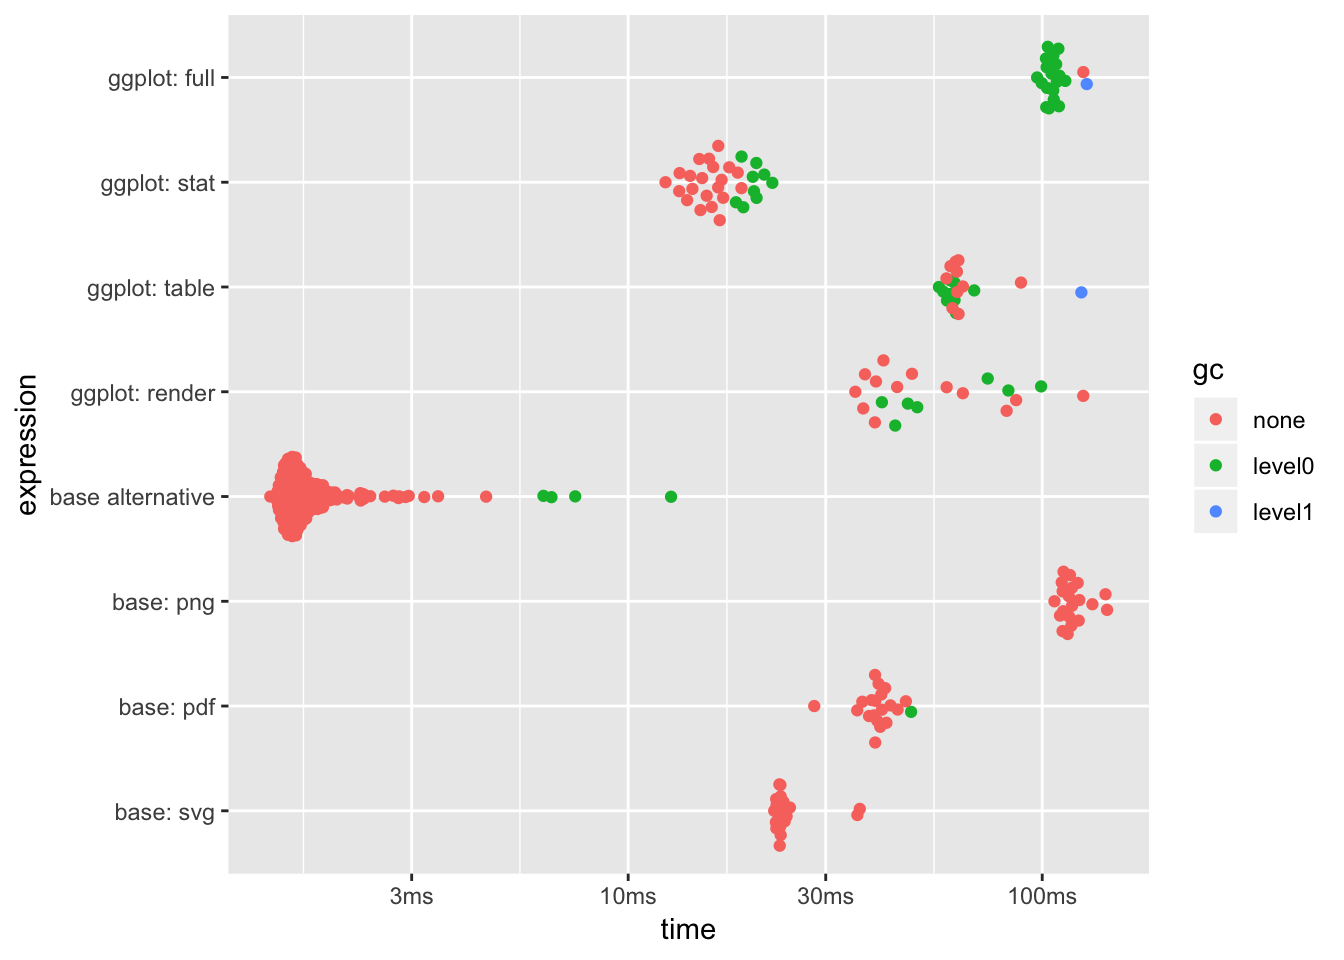 ggplot: full
ggplot: stat
ggplot: table
ggplot: render
base alternative
base: png
base: pdf
base: svg
expression
3ms
10ms
30ms
100ms
time
gc
none
level0
level1